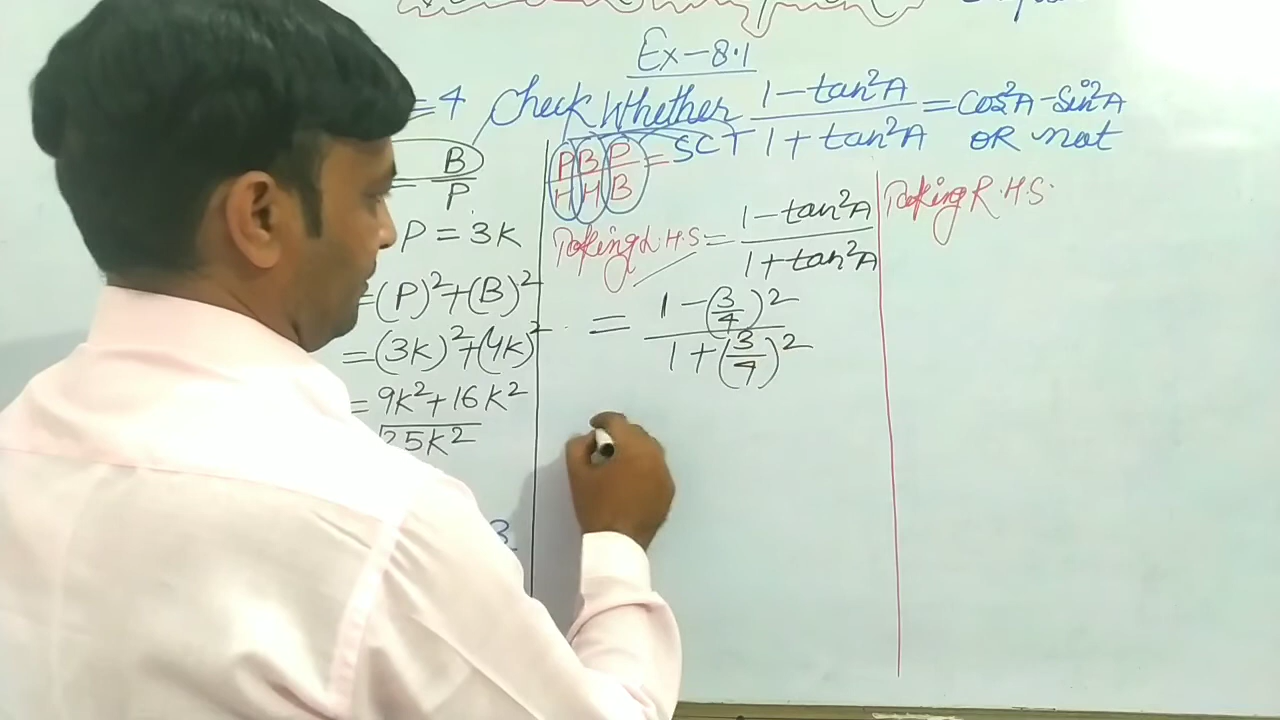 Ex-8.1
=4 Check Whether (1-tan²A)/(1+tan²A) = Cos²A-Sin²A OR not
= B/P
P/H B/H P/B = SCT
P = 3K
=(P)²+(B)²
=(3K)²+(4K)²
= 9K²+16K²
25K²
3
Taking L.H.S = (1-tan²A)/(1+tan²A)
= (1-(3/4)²)/(1+(3/4)²)
Taking R.H.S.